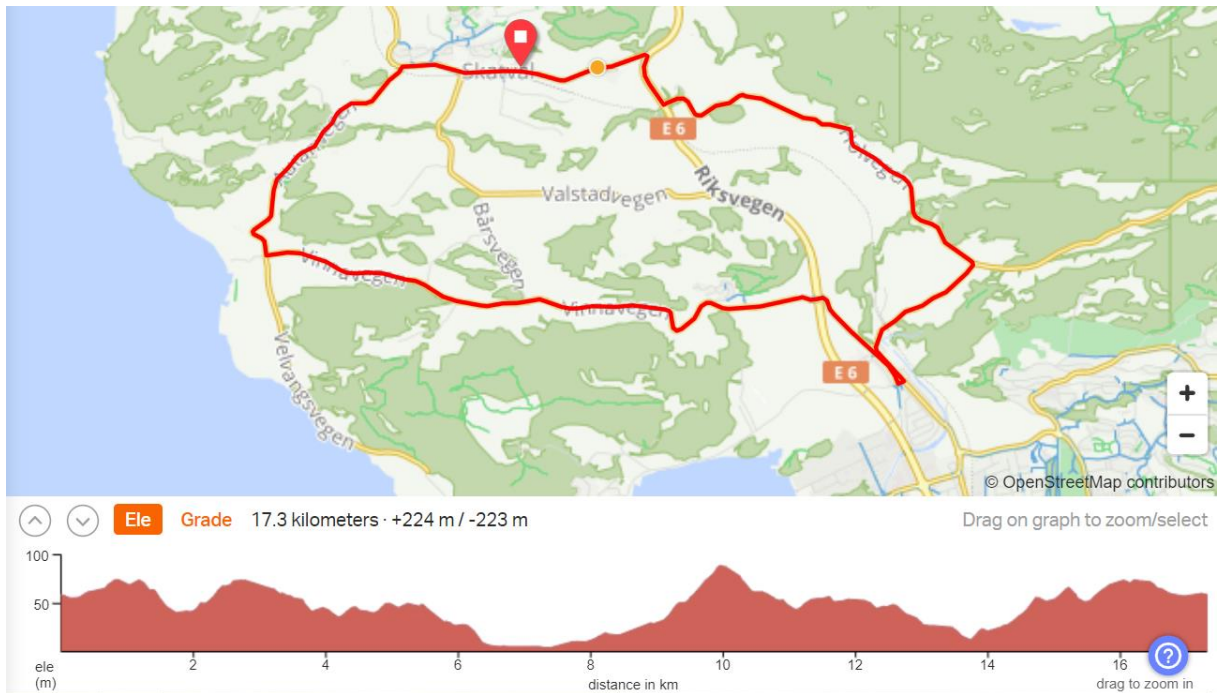 Skatval
E 6
Riksvegen
Valstadvegen
Bårsvegen
Vinnavegen
Vinnavegen
Velvangsvegen
E 6
© OpenStreetMap contributors
+
−
Ele Grade 17.3 kilometers · +224 m / -223 m Drag on graph to zoom/select
100
50
ele
(m)
2 4 6 8 10 12 14 16
distance in km
drag to zoom in
?